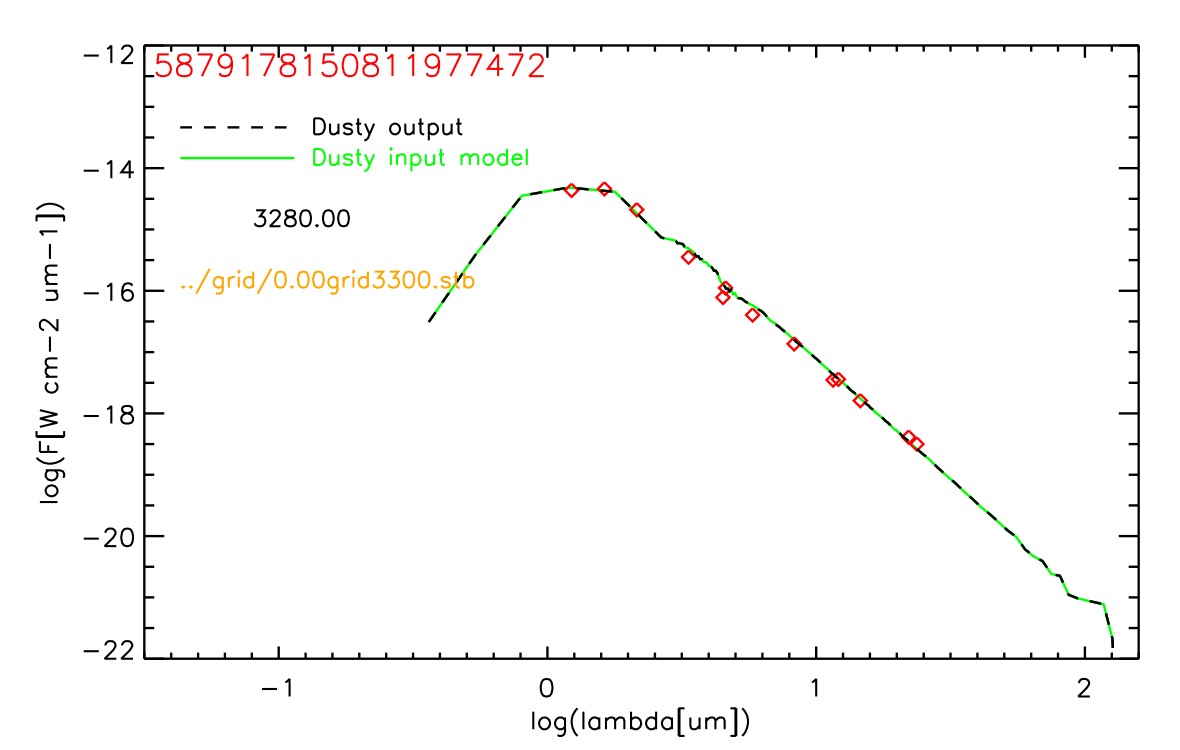 -12
5879178150811977472
Dusty output
Dusty input model
-14
3280.00
../grid/0.00grid3300.stb
-16
-18
-20
-22
log(F[W cm-2 um-1])
-1 0 1 2
log(lambda[um])